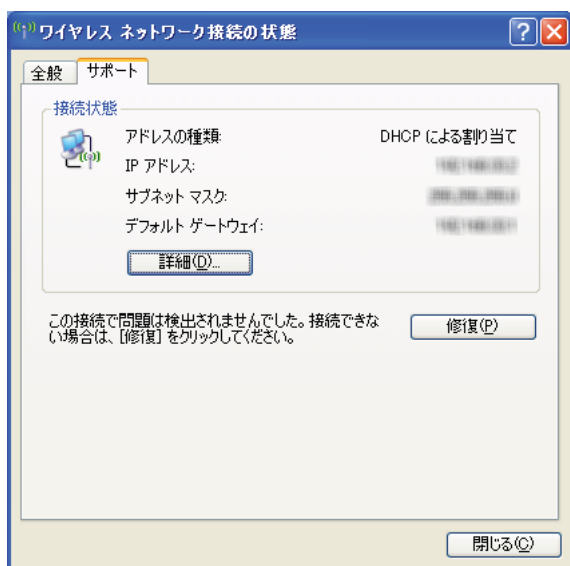 ワイヤレス ネットワーク接続の状態
全般 サポート
接続状態
アドレスの種類: DHCP による割り当て
IP アドレス:
サブネット マスク:
デフォルト ゲートウェイ:
詳細(D)...
この接続で問題は検出されませんでした。接続できな
い場合は、[修復] をクリックしてください。
修復(P)
閉じる(C)